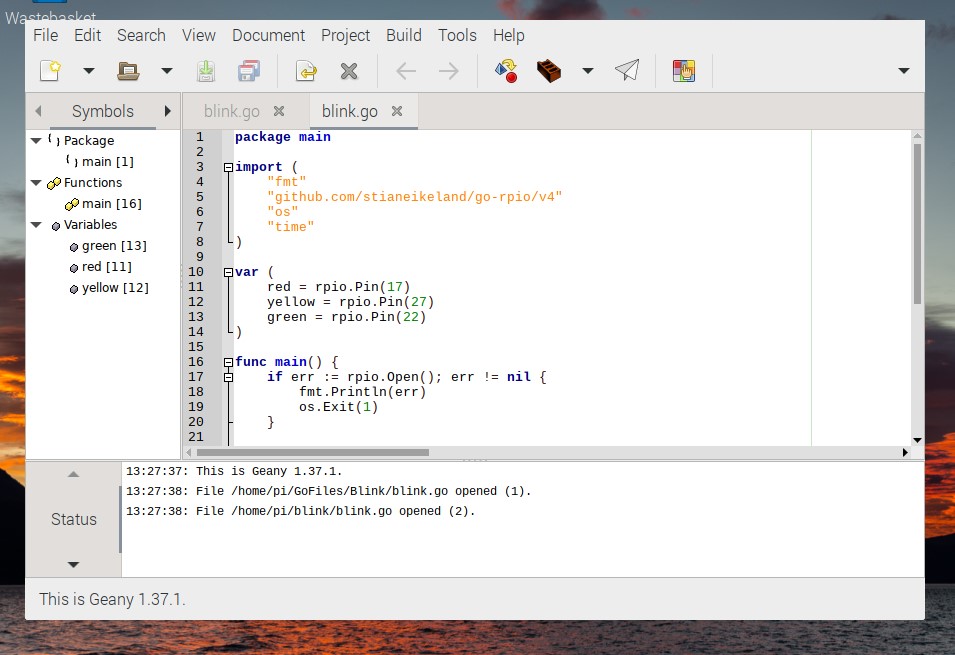 Wastebasket
File Edit Search View Document Project Build Tools Help
Symbols
blink.go
blink.go
Package
main [1]
Functions
main [16]
Variables
green [13]
red [11]
yellow [12]
1 package main
2
3 import (
4 "fmt"
5 "github.com/stianeikeland/go-rpio/v4"
6 "os"
7 "time"
8 )
9
10 var (
11 red = rpio.Pin(17)
12 yellow = rpio.Pin(27)
13 green = rpio.Pin(22)
14 )
15
16 func main() {
17 if err := rpio.Open(); err != nil {
18 fmt.Println(err)
19 os.Exit(1)
20 }
21
Status
13:27:37: This is Geany 1.37.1.
13:27:38: File /home/pi/GoFiles/Blink/blink.go opened (1).
13:27:38: File /home/pi/blink/blink.go opened (2).
This is Geany 1.37.1.